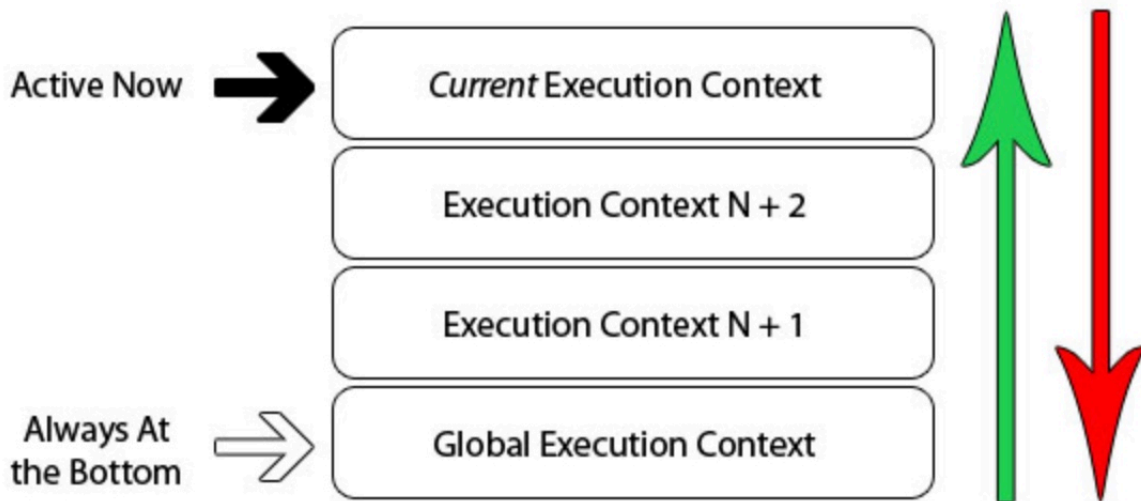 Active Now
Current Execution Context
Execution Context N + 2
Execution Context N + 1
Always At
the Bottom
Global Execution Context